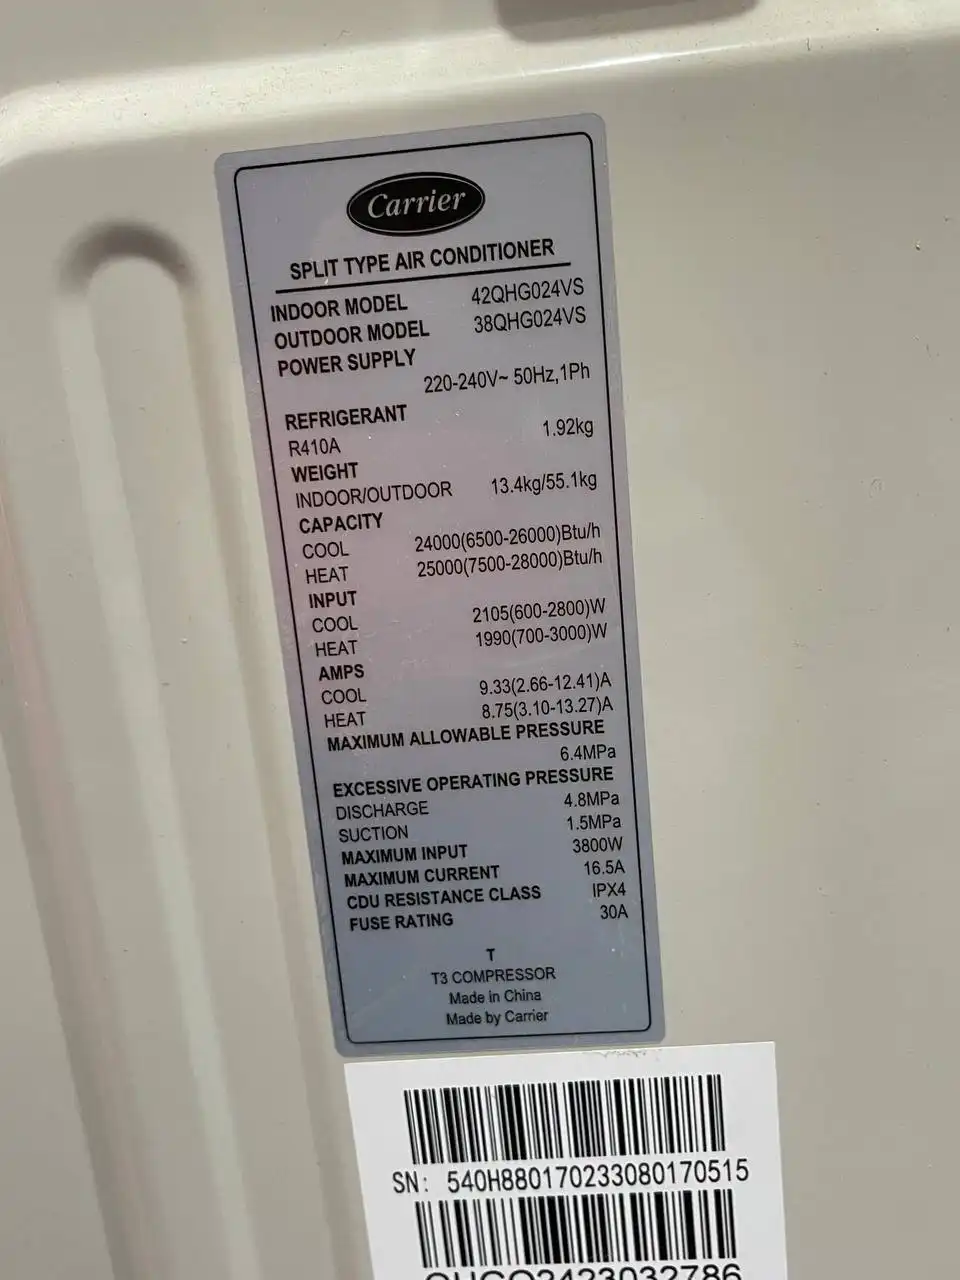 Carrier
SPLIT TYPE AIR CONDITIONER
INDOOR MODEL 42QHG024VS
OUTDOOR MODEL 38QHG024VS
POWER SUPPLY
220-240V~ 50Hz,1Ph
REFRIGERANT
R410A 1.92kg
WEIGHT
INDOOR/OUTDOOR 13.4kg/55.1kg
CAPACITY
COOL 24000(6500-26000)Btu/h
HEAT 25000(7500-28000)Btu/h
INPUT
COOL 2105(600-2800)W
HEAT 1990(700-3000)W
AMPS
COOL 9.33(2.66-12.41)A
HEAT 8.75(3.10-13.27)A
MAXIMUM ALLOWABLE PRESSURE
6.4MPa
EXCESSIVE OPERATING PRESSURE
DISCHARGE 4.8MPa
SUCTION 1.5MPa
MAXIMUM INPUT 3800W
MAXIMUM CURRENT 16.5A
CDU RESISTANCE CLASS IPX4
FUSE RATING 30A
T
T3 COMPRESSOR
Made in China
Made by Carrier
SN: 540H880170233080170515